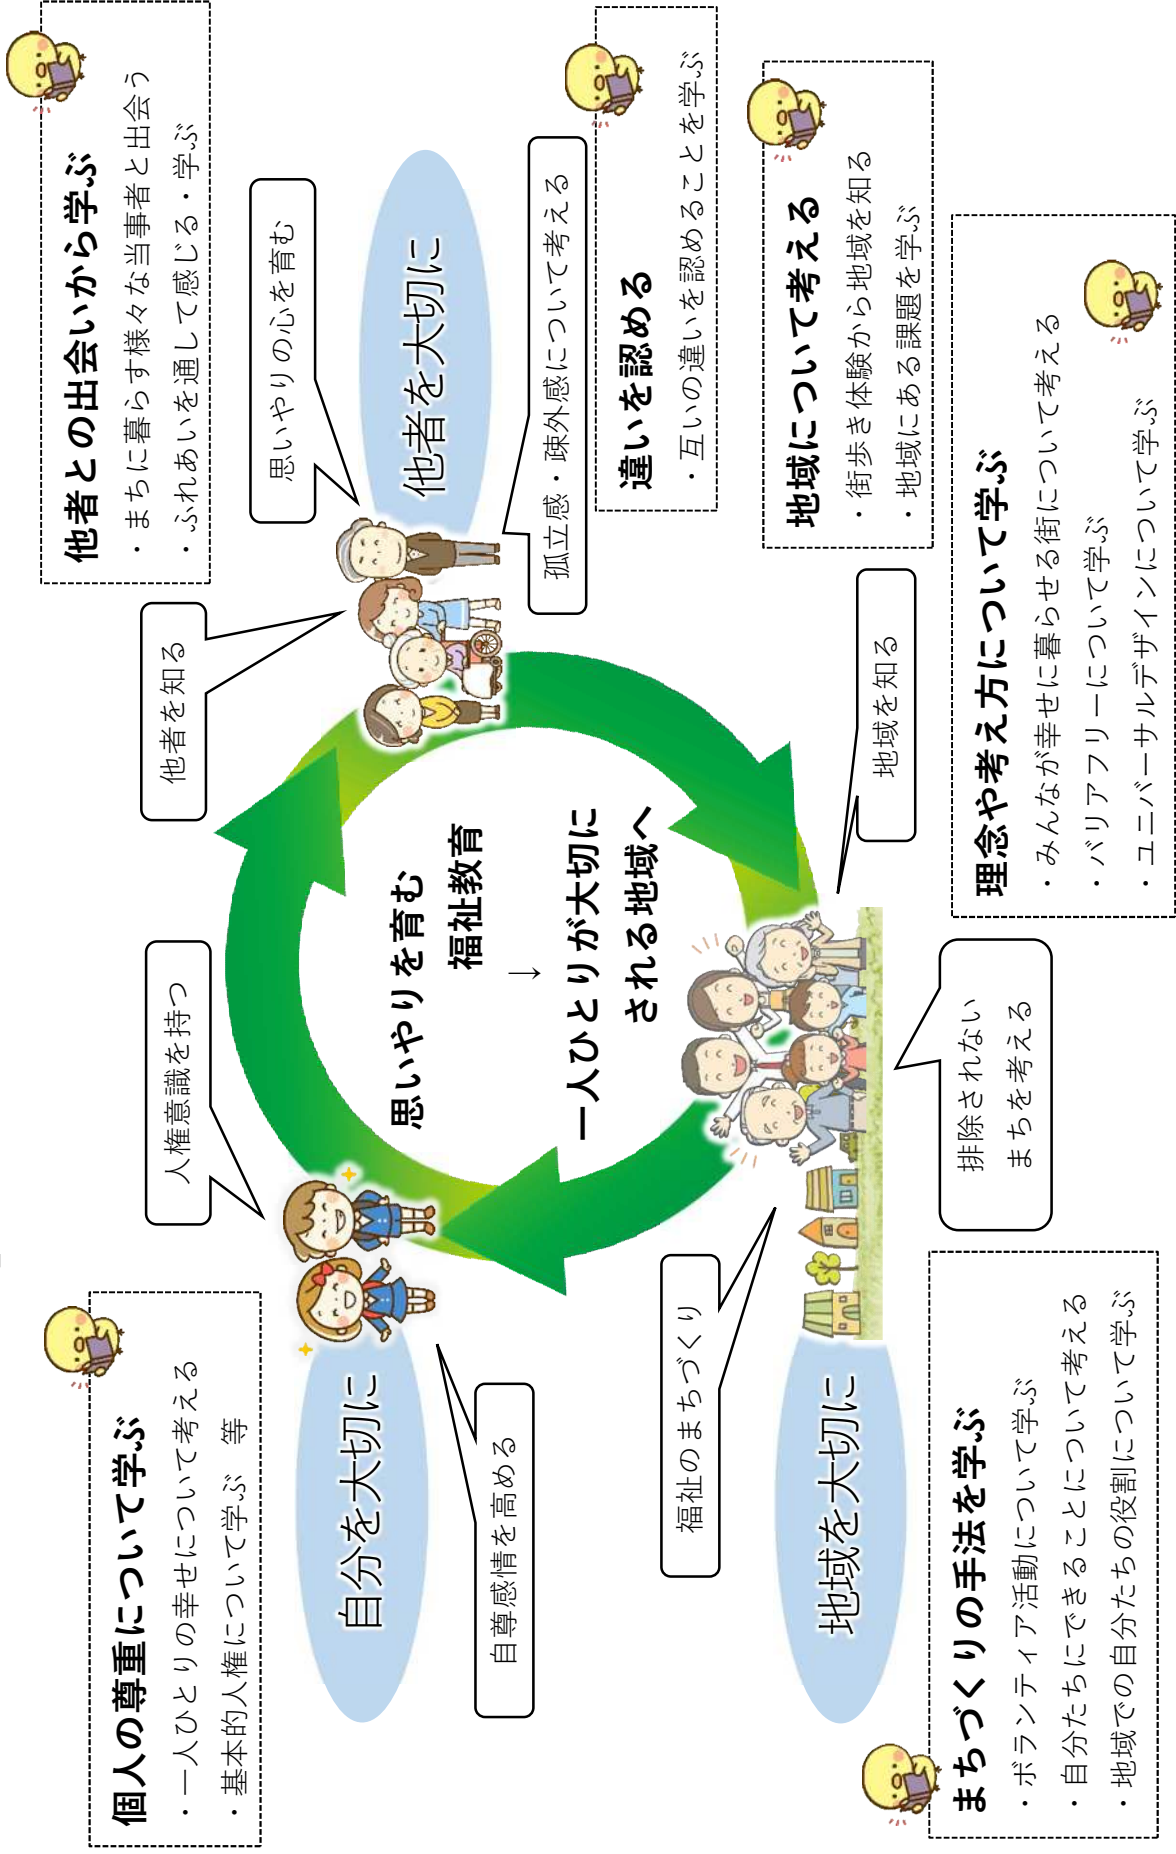 個人の尊重について学ぶ
・一人ひとりの幸せについて考える
・基本的人権について学ぶ　等
他者との出会いから学ぶ
・まちに暮らす様々な当事者と出会う
・ふれあいを通して感じる・学ぶ
人権意識を持つ
他者を知る
思いやりの心を育む
自分を大切に
他者を大切に
自尊感情を高める
孤立感・疎外感について考える
思いやりを育む
福祉教育
↓
一人ひとりが大切に
される地域へ
違いを認める
・互いの違いを認めることを学ぶ
福祉のまちづくり
地域を大切に
地域を知る
地域について考える
・街歩き体験から地域を知る
・地域にある課題を学ぶ
排除されない
まちを考える
まちづくりの手法を学ぶ
・ボランティア活動について学ぶ
・自分たちにできることについて考える
・地域での自分たちの役割について学ぶ
理念や考え方について学ぶ
・みんなが幸せに暮らせる街について考える
・バリアフリーについて学ぶ
・ユニバーサルデザインについて学ぶ